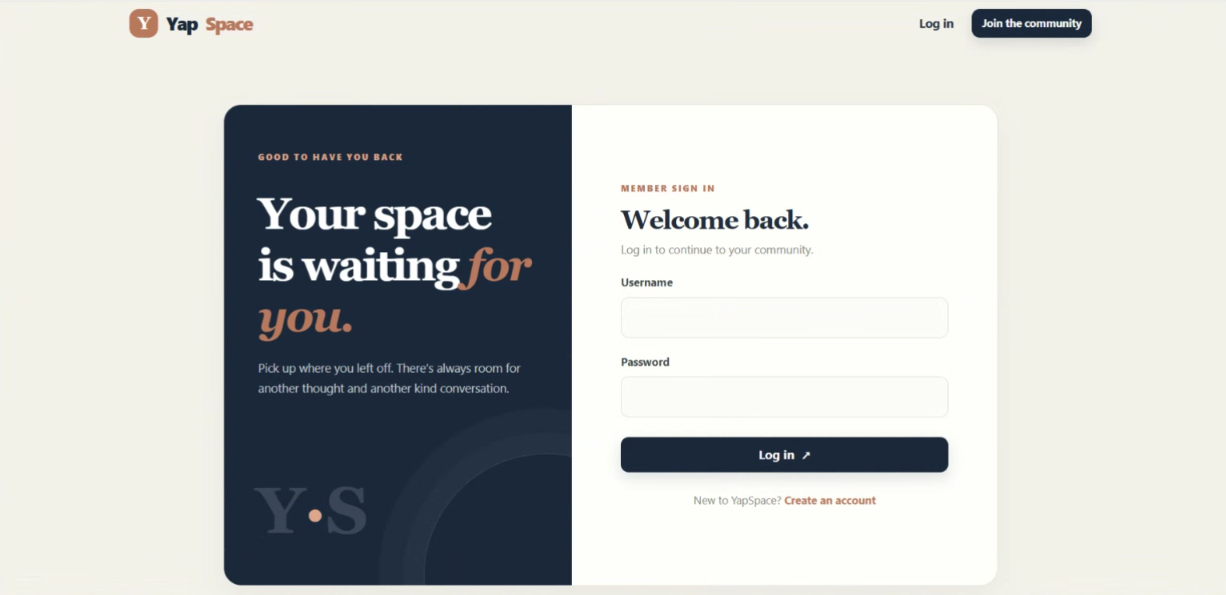 Y Yap Space
Log in
Join the community
GOOD TO HAVE YOU BACK
Your space
is waiting for
you.
Pick up where you left off. There's always room for
another thought and another kind conversation.
Y•S
MEMBER SIGN IN
Welcome back.
Log in to continue to your community.
Username
Password
Log in ↗
New to YapSpace? Create an account